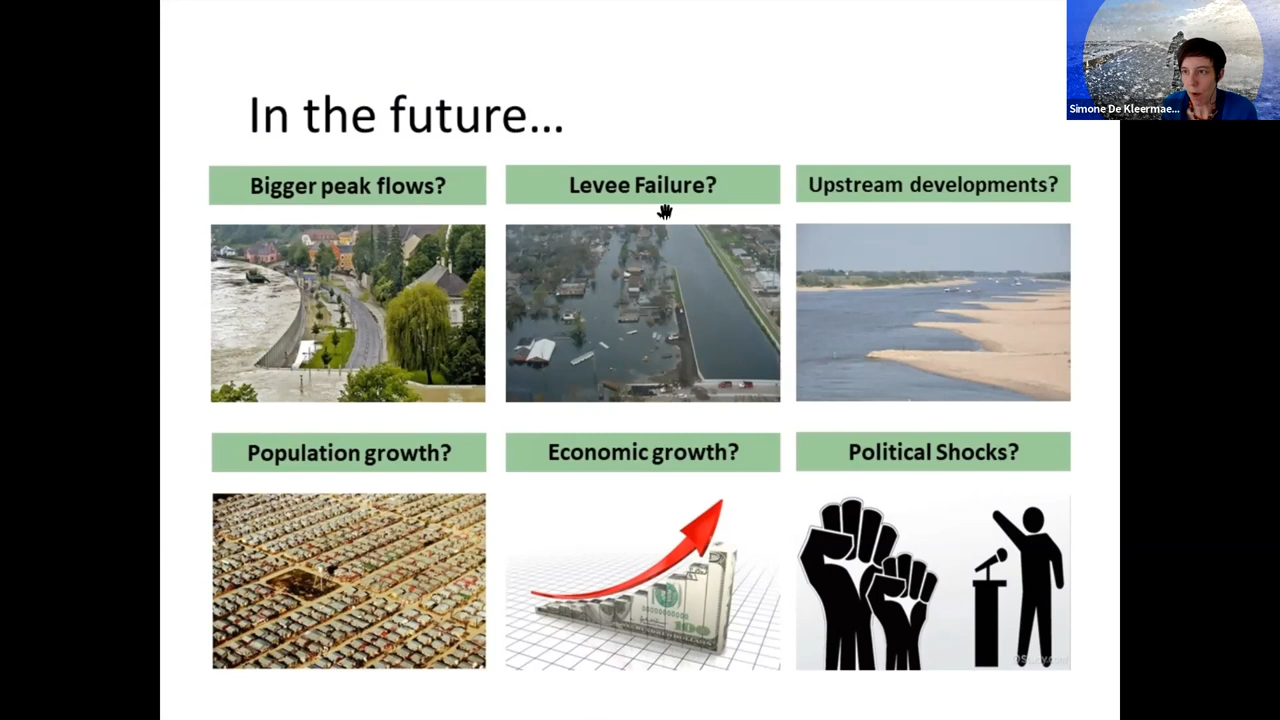 Simone De Kleermae...
In the future...
Bigger peak flows?
Levee Failure?
Upstream developments?
Population growth?
Economic growth?
Political Shocks?
100